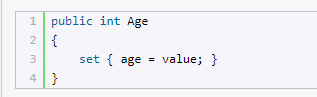 1 public int Age
2 {
3     set { age = value; }
4 }